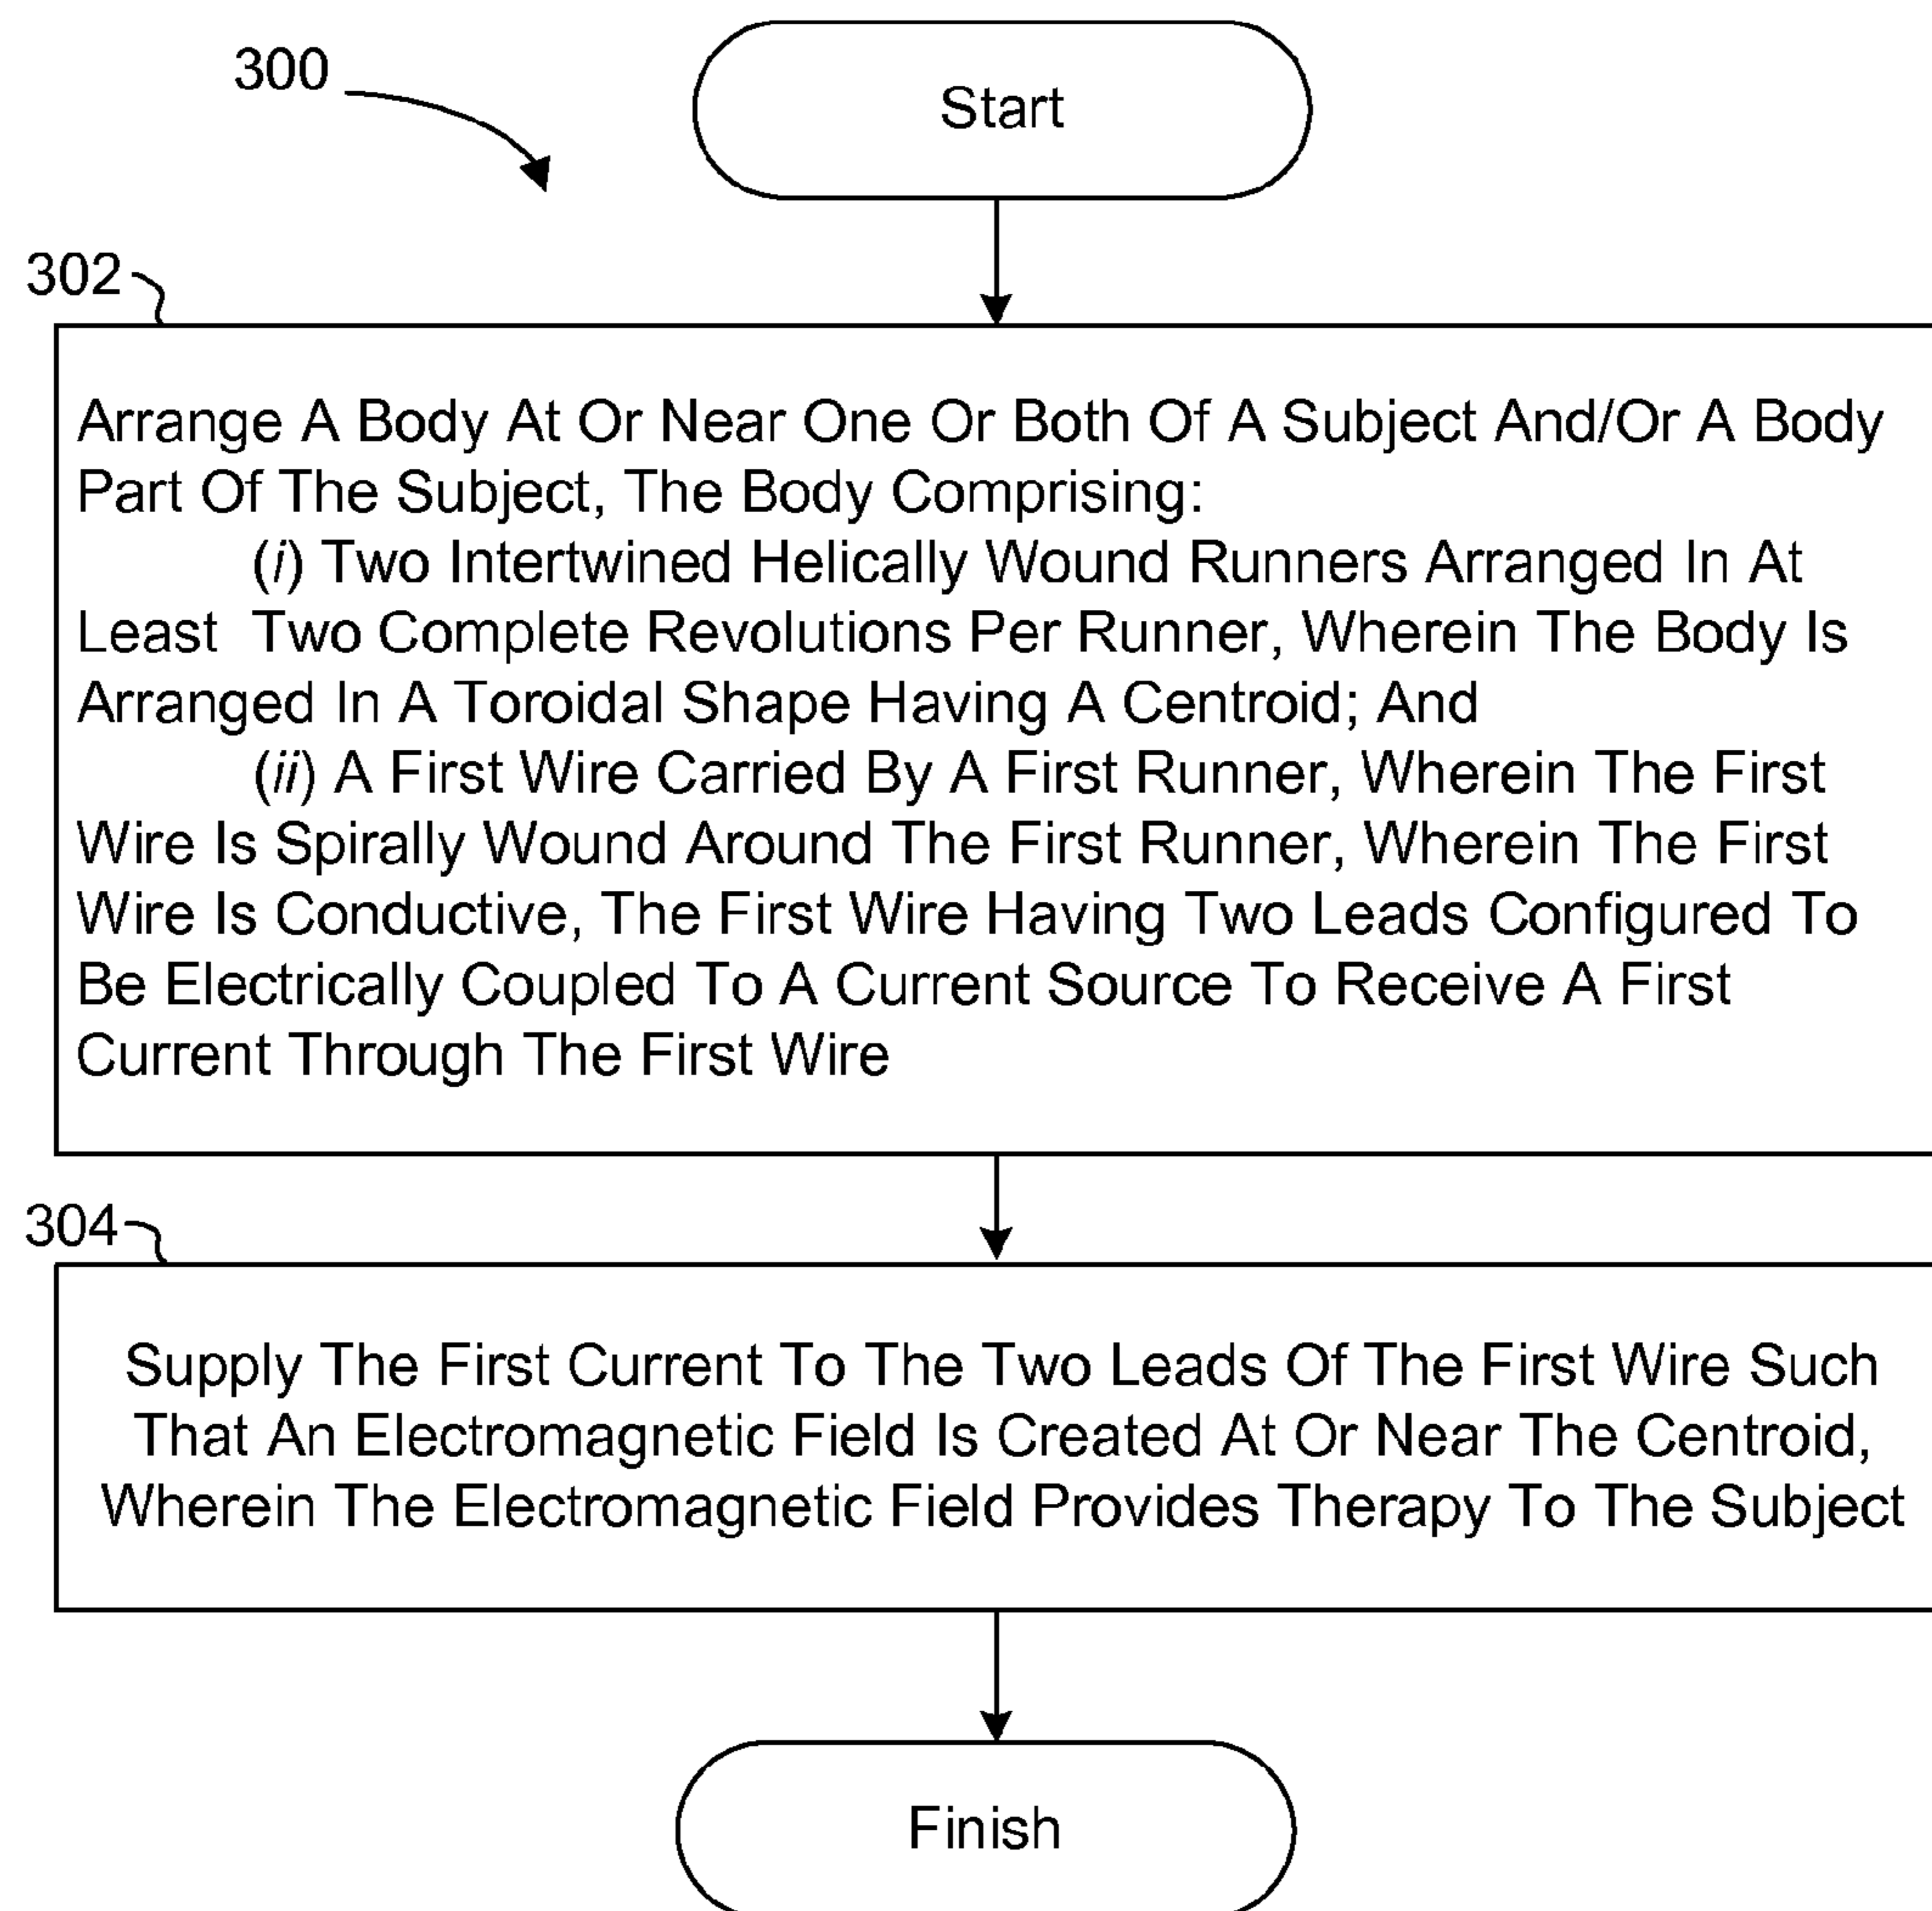 300
Start
302
Arrange A Body At Or Near One Or Both Of A Subject And/Or A Body
Part Of The Subject, The Body Comprising:
(i) Two Intertwined Helically Wound Runners Arranged In At
Least Two Complete Revolutions Per Runner, Wherein The Body Is
Arranged In A Toroidal Shape Having A Centroid; And
(ii) A First Wire Carried By A First Runner, Wherein The First
Wire Is Spirally Wound Around The First Runner, Wherein The First
Wire Is Conductive, The First Wire Having Two Leads Configured To
Be Electrically Coupled To A Current Source To Receive A First
Current Through The First Wire
304
Supply The First Current To The Two Leads Of The First Wire Such
That An Electromagnetic Field Is Created At Or Near The Centroid,
Wherein The Electromagnetic Field Provides Therapy To The Subject
Finish